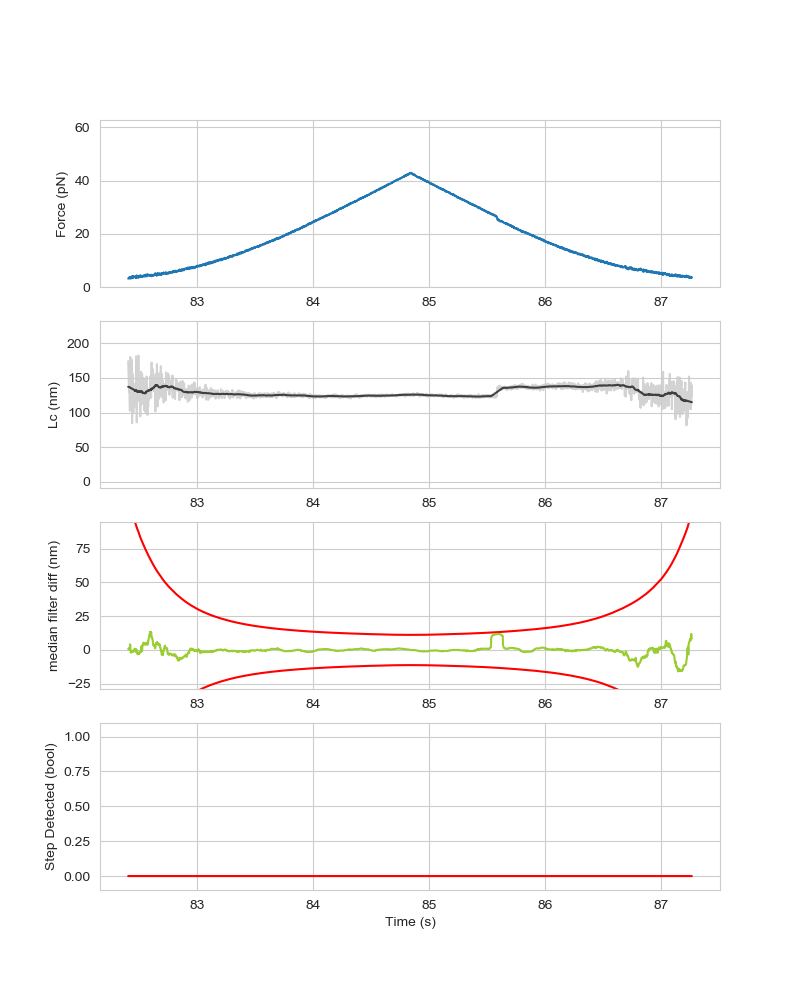 60
40
20
0
Force (pN)
83 84 85 86 87
200
150
100
50
0
Lc (nm)
83 84 85 86 87
75
50
25
0
−25
median filter diff (nm)
83 84 85 86 87
1.00
0.75
0.50
0.25
0.00
Step Detected (bool)
83 84 85 86 87
Time (s)